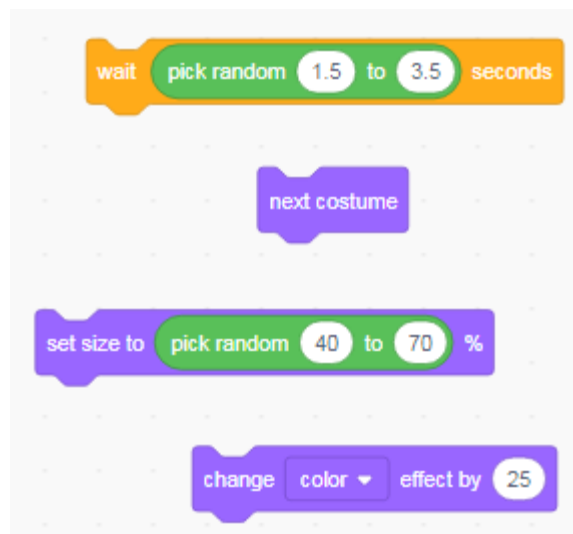 wait pick random 1.5 to 3.5 seconds
next costume
set size to pick random 40 to 70 %
change color effect by 25